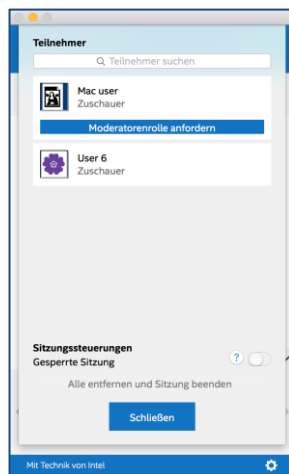 Teilnehmer
Teilnehmer suchen
Mac user
Zuschauer
Moderatorenrolle anfordern
User 6
Zuschauer
Sitzungssteuerungen
Gesperrte Sitzung
?
Alle entfernen und Sitzung beenden
Schließen
Mit Technik von Intel